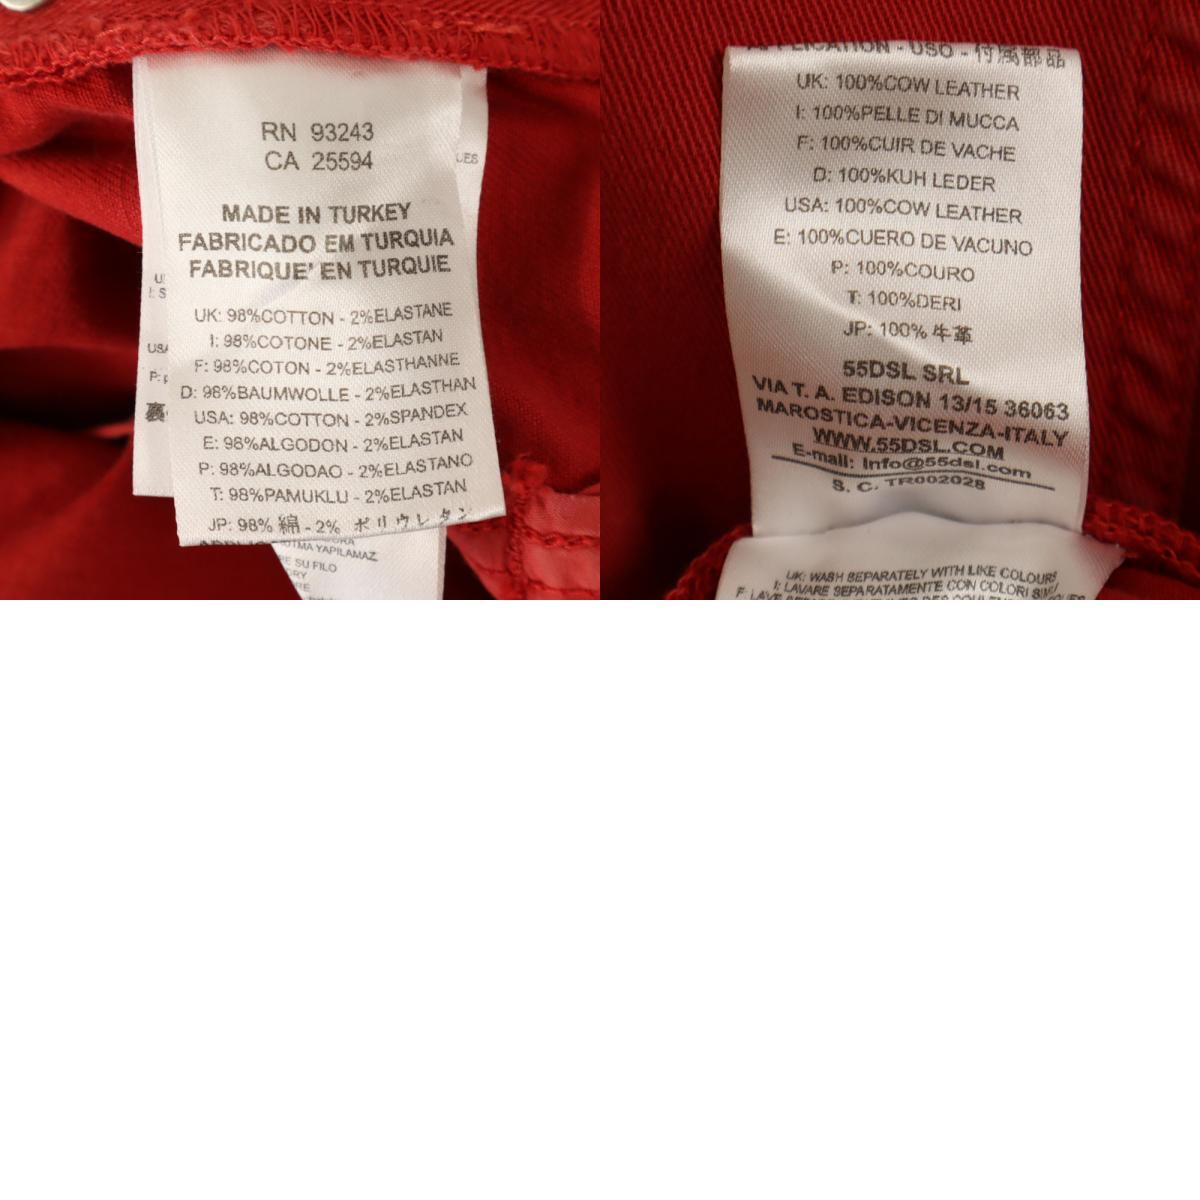 RN 93243
CA 25594
MADE IN TURKEY
FABRICADO EM TURQUIA
FABRIQUE' EN TURQUIE
UK: 98%COTTON - 2%ELASTANE
I: 98%COTONE - 2%ELASTAN
F: 98%COTON - 2%ELASTHANNE
D: 98%BAUMWOLLE - 2%ELASTHAN
USA: 98%COTTON - 2%SPANDEX
E: 98%ALGODON - 2%ELASTAN
P: 98%ALGODAO - 2%ELASTANO
T: 98%PAMUKLU - 2%ELASTAN
JP: 98% 綿 - 2% ポリウレタン
YAPILAMAZ
SU FILO
APPLICATION - USO - 付属部品
UK: 100%COW LEATHER
I: 100%PELLE DI MUCCA
F: 100%CUIR DE VACHE
D: 100%KUH LEDER
USA: 100%COW LEATHER
E: 100%CUERO DE VACUNO
P: 100%COURO
T: 100%DERI
JP: 100% 牛革
55DSL SRL
VIA T. A. EDISON 13/15 36063
MAROSTICA-VICENZA-ITALY
WWW.55DSL.COM
E-mail: Info@55dsl.com
S. C. TR002028
UK: WASH SEPARATELY WITH LIKE COLOURS
I: LAVARE SEPARATAMENTE CON COLORI